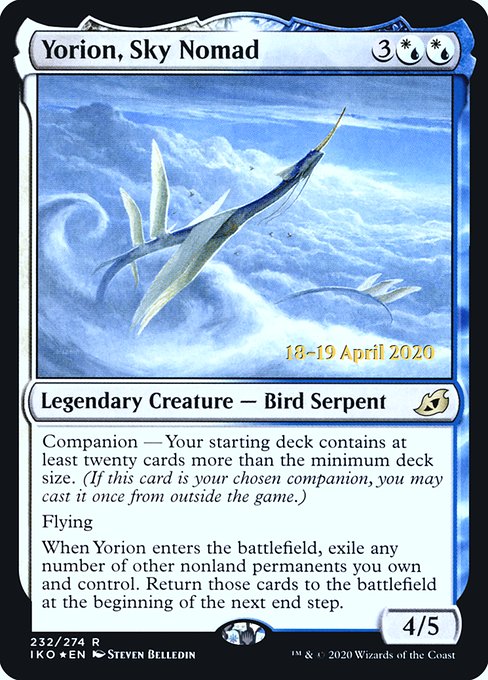 Yorion, Sky Nomad 3
18–19 April 2020
Legendary Creature — Bird Serpent
Companion — Your starting deck contains at
least twenty cards more than the minimum deck
size. (If this card is your chosen companion, you may
cast it once from outside the game.)
Flying
When Yorion enters the battlefield, exile any
number of other nonland permanents you own
and control. Return those cards to the battlefield
at the beginning of the next end step.
4/5
232/274 R
IKO ★ EN Steven Belledin
™ & © 2020 Wizards of the Coast